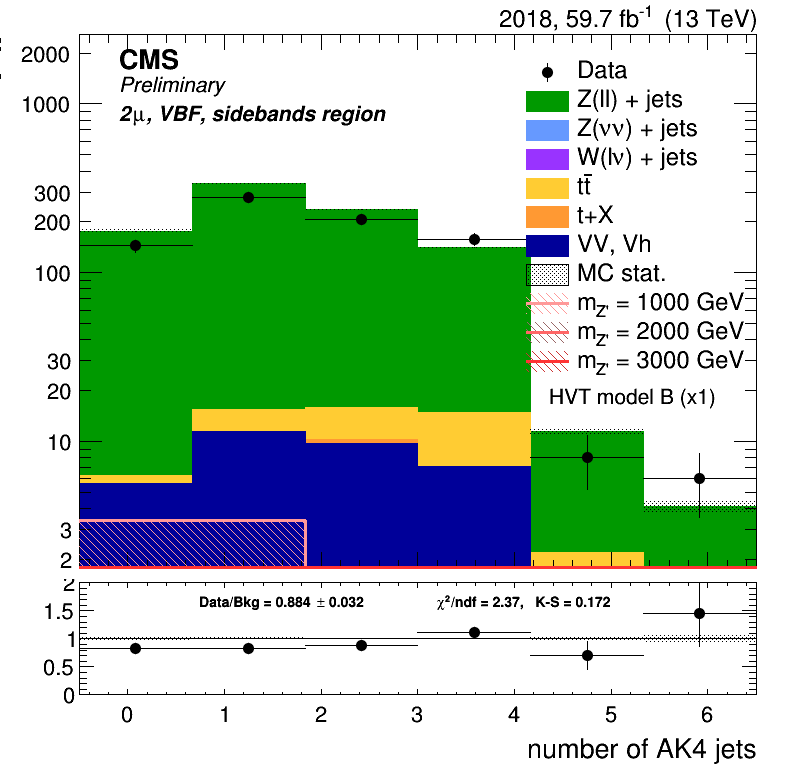 2018, 59.7 fb⁻¹ (13 TeV)
CMS
Preliminary
2μ, VBF, sidebands region
Data
Z(ll) + jets
Z(νν) + jets
W(lν) + jets
tt̄
t+X
VV, Vh
MC stat.
m_Z' = 1000 GeV
m_Z' = 2000 GeV
m_Z' = 3000 GeV
HVT model B (x1)
2000
1000
300
200
100
30
20
10
3
2
Data/Bkg = 0.884 ± 0.032 χ²/ndf = 2.37, K-S = 0.172
2
1.5
1
0.5
0
0 1 2 3 4 5 6
number of AK4 jets